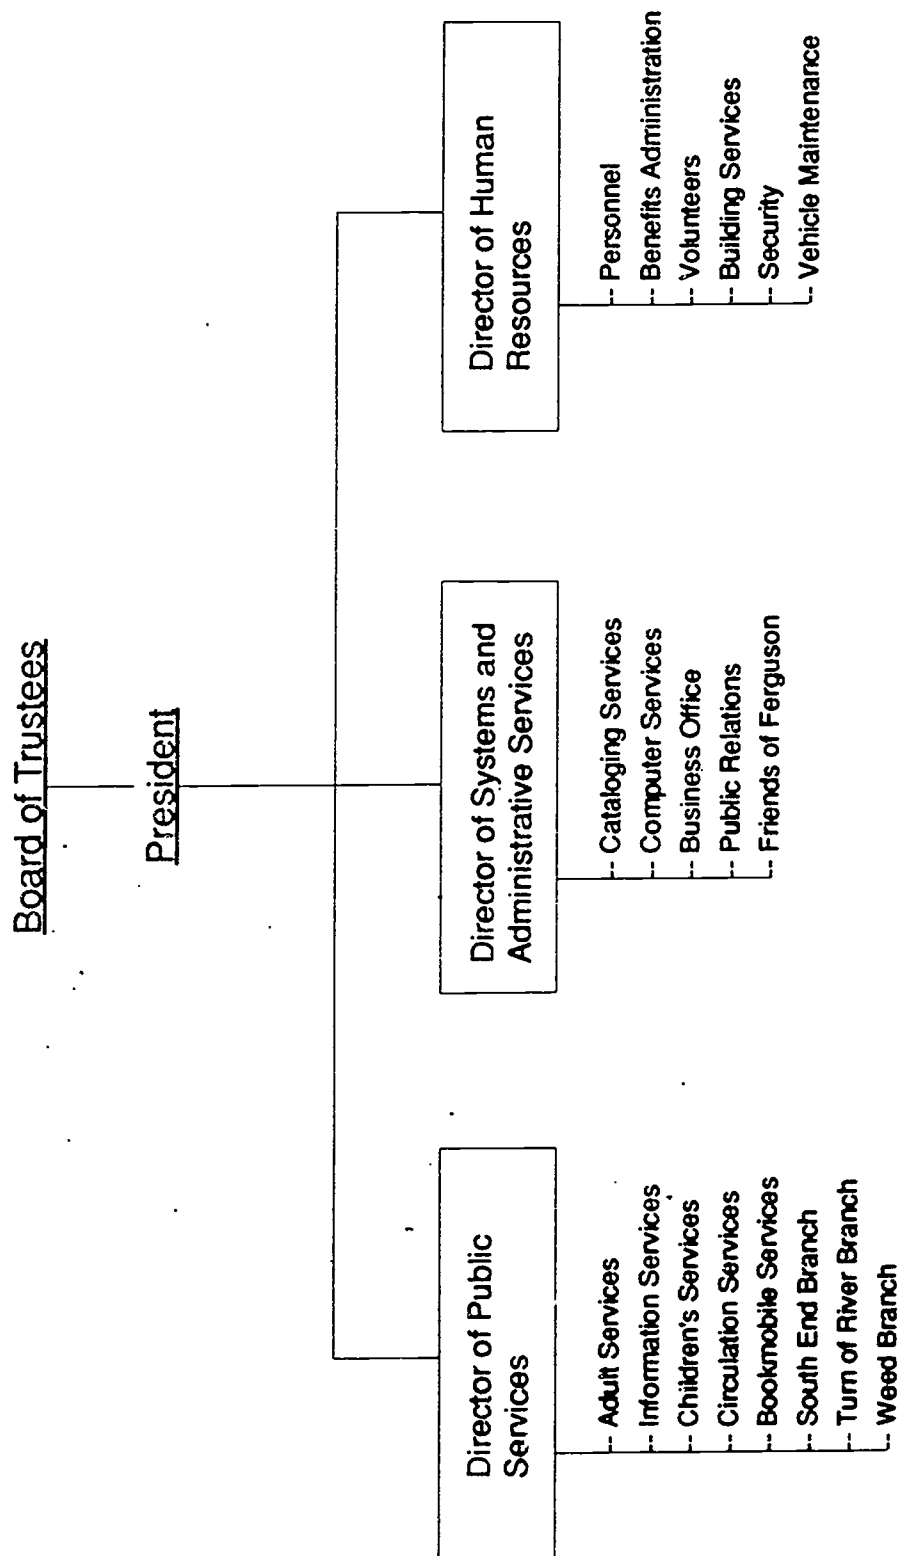 Board of Trustees
President
Director of Public
Services
-- Adult Services
-- Information Services
-- Children's Services
-- Circulation Services
-- Bookmobile Services
-- South End Branch
-- Turn of River Branch
-- Weed Branch
Director of Systems and
Administrative Services
-- Cataloging Services
-- Computer Services
-- Business Office
-- Public Relations
-- Friends of Ferguson
Director of Human
Resources
-- Personnel
-- Benefits Administration
-- Volunteers
-- Building Services
-- Security
-- Vehicle Maintenance